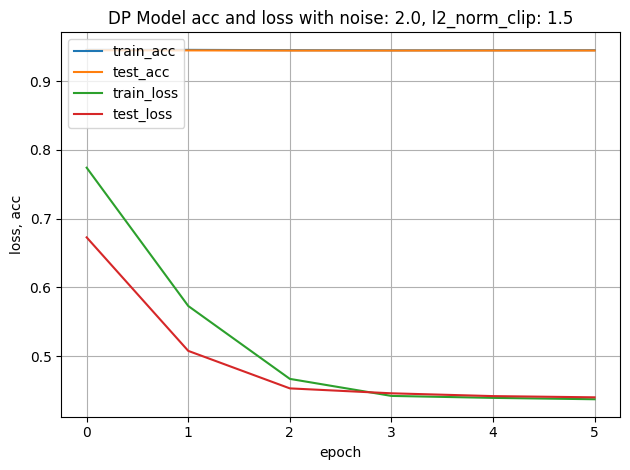 DP Model acc and loss with noise: 2.0, l2_norm_clip: 1.5
train_acc
test_acc
train_loss
test_loss
0.9
0.8
0.7
0.6
0.5
loss, acc
0 1 2 3 4 5
epoch